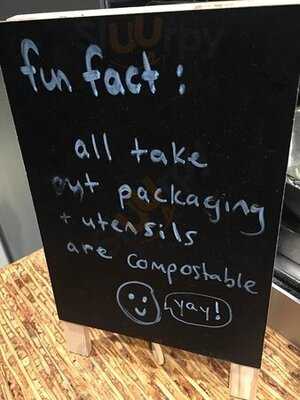 fun fact :
all take
out packaging
+ utensils
are compostable
yay!